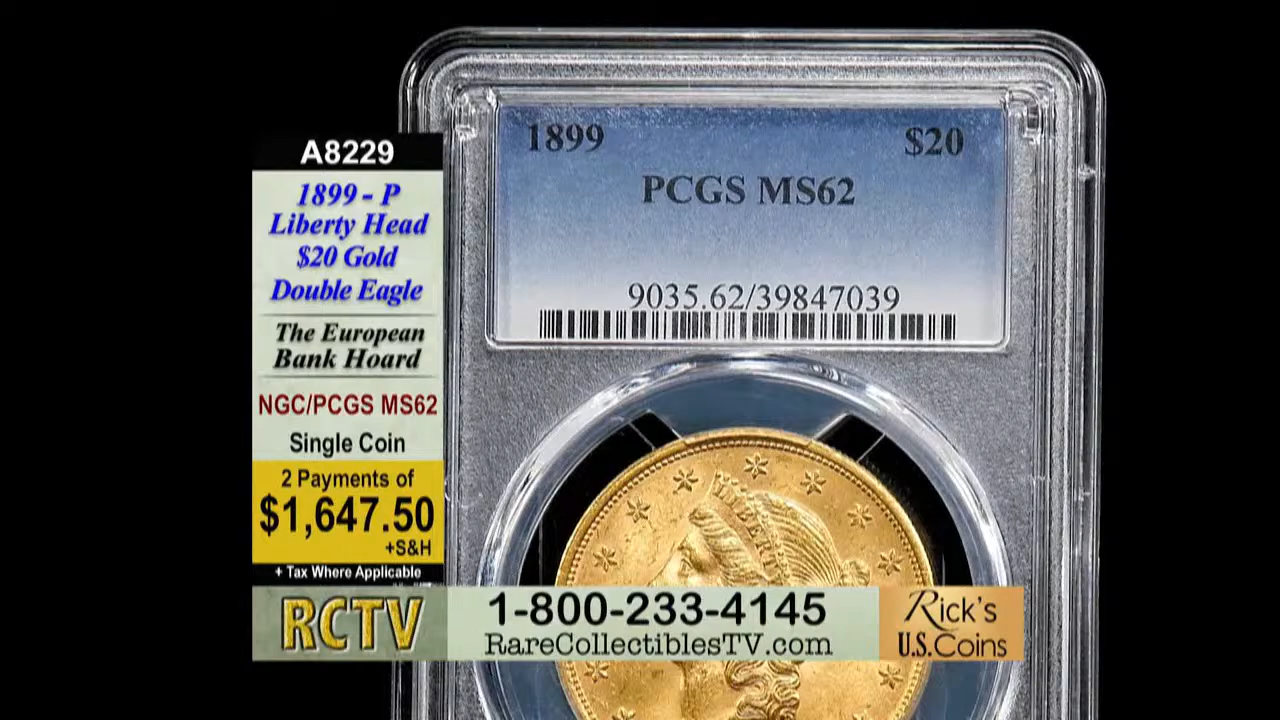 1899 $20
PCGS MS62
9035.62/39847039
A8229
1899 - P
Liberty Head
$20 Gold
Double Eagle
The European
Bank Hoard
NGC/PCGS MS62
Single Coin
2 Payments of
$1,647.50
+S&H
+ Tax Where Applicable
LIBERTY
RCTV
1-800-233-4145
RareCollectiblesTV.com
Rick's
U.S. Coins